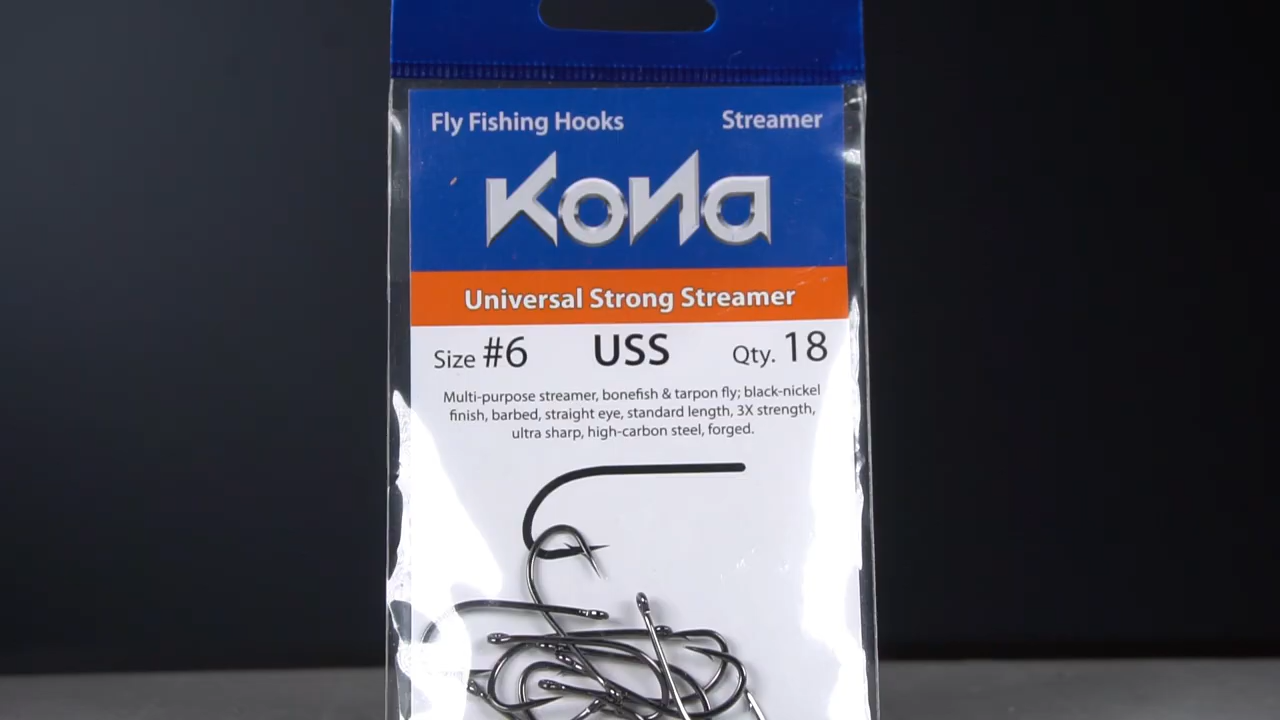 Fly Fishing Hooks Streamer
Kona
Universal Strong Streamer
Size #6 USS Qty. 18
Multi-purpose streamer, bonefish & tarpon fly; black-nickel
finish, barbed, straight eye, standard length, 3X strength,
ultra sharp, high-carbon steel, forged.